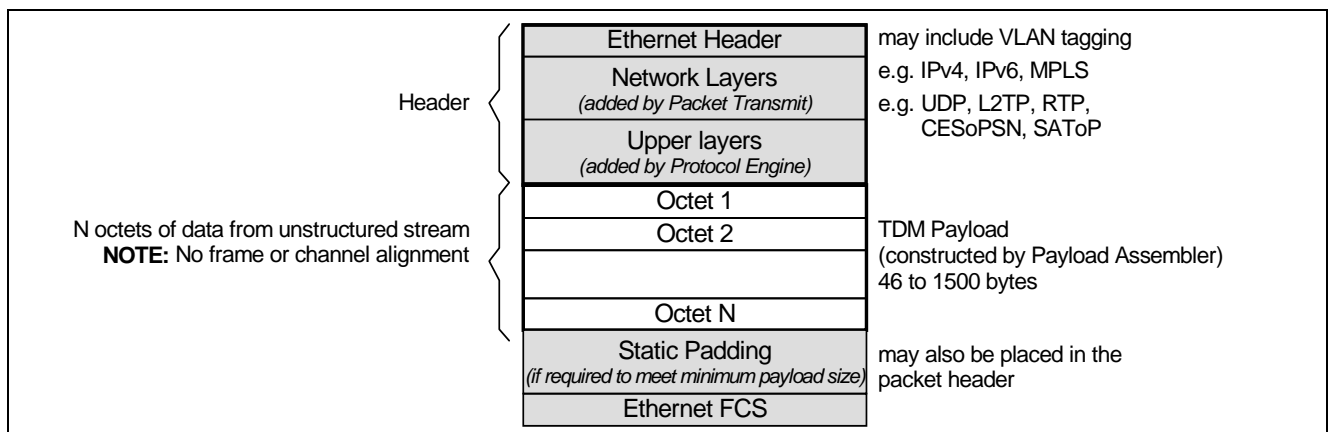 Ethernet Header
may include VLAN tagging
Network Layers
(added by Packet Transmit)
e.g. IPv4, IPv6, MPLS
Header
e.g. UDP, L2TP, RTP,
CESoPSN, SAToP
Upper layers
(added by Protocol Engine)
Octet 1
N octets of data from unstructured stream
NOTE: No frame or channel alignment
Octet 2
TDM Payload
(constructed by Payload Assembler)
46 to 1500 bytes
Octet N
Static Padding
(if required to meet minimum payload size)
may also be placed in the
packet header
Ethernet FCS